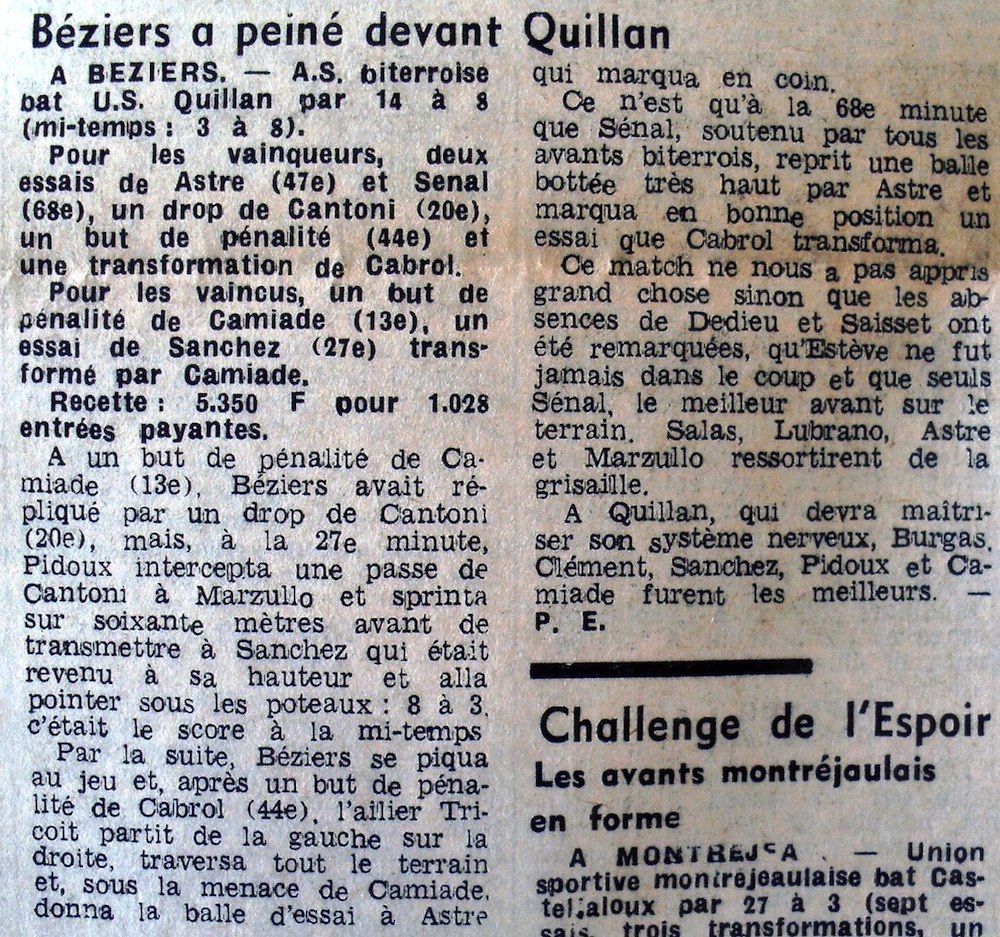 Béziers a peiné devant Quillan
A BEZIERS. — A.S. biterroise
bat U.S. Quillan par 14 à 8
(mi-temps : 3 à 8).
Pour les vainqueurs, deux
essais de Astre (47e) et Senal
(68e), un drop de Cantoni (20e),
un but de pénalité (44e) et
une transformation de Cabrol.
Pour les vaincus, un but de
pénalité de Camiade (13e), un
essai de Sanchez (27e) trans-
formé par Camiade.
Recette : 5.350 F pour 1.028
entrées payantes.
A un but de pénalité de Ca-
miade (13e), Béziers avait ré-
pliqué par un drop de Cantoni
(20e), mais, à la 27e minute,
Pidoux intercepta une passe de
Cantoni à Marzullo et sprinta
sur soixante mètres avant de
transmettre à Sanchez qui était
revenu à sa hauteur et alla
pointer sous les poteaux : 8 à 3,
c'était le score à la mi-temps
Par la suite, Béziers se piqua
au jeu et, après un but de péna-
lité de Cabrol (44e), l'ailier Tri-
coit partit de la gauche sur la
droite, traversa tout le terrain
et, sous la menace de Camiade,
donna la balle d'essai à Astre
qui marqua en coin.
Ce n'est qu'à la 68e minute
que Sénal, soutenu par tous les
avants biterrois, reprit une balle
bottée très haut par Astre et
marqua en bonne position un
essai que Cabrol transforma.
Ce match ne nous a pas appris
grand chose sinon que les ab-
sences de Dedieu et Saisset ont
été remarquées, qu'Estève ne fut
jamais dans le coup et que seuls
Sénal, le meilleur avant sur le
terrain. Salas, Lubrano, Astre
et Marzullo ressortirent de la
grisaille.
A Quillan, qui devra maîtri-
ser son système nerveux, Burgas,
Clément, Sanchez, Pidoux et Ca-
miade furent les meilleurs. —
P. E.
Challenge de l'Espoir
Les avants montréjaulais
en forme
A — Union
sportive montréjeaulaise bat Cas-
teljaloux par 27 à 3 (sept es-
sais, trois transformations, un